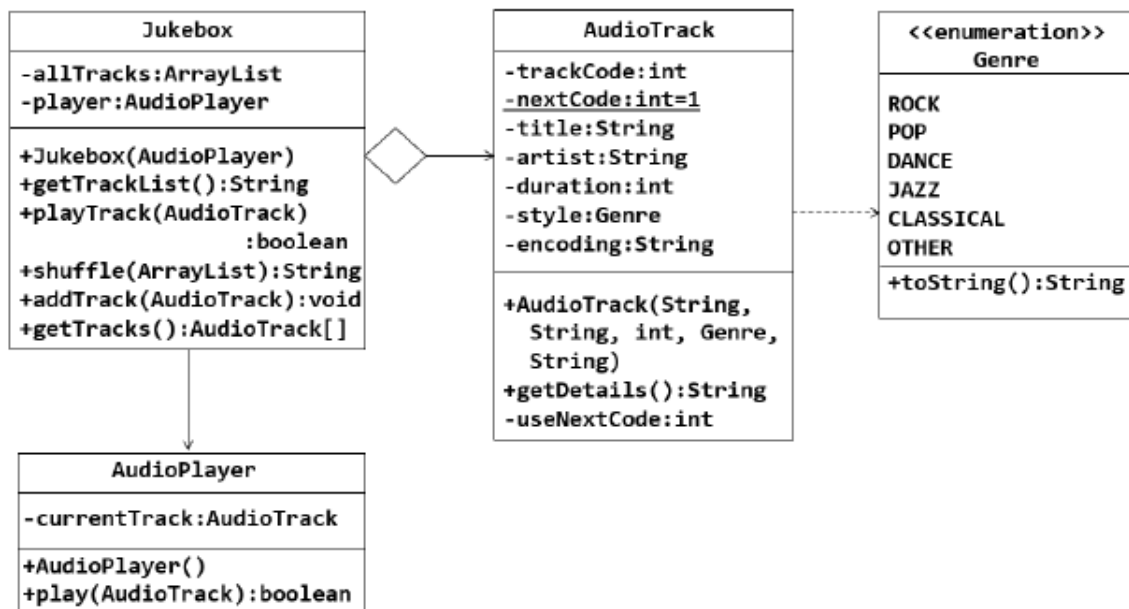 Jukebox
-allTracks:ArrayList
-player:AudioPlayer
+Jukebox(AudioPlayer)
+getTrackList():String
+playTrack(AudioTrack)
:boolean
+shuffle(ArrayList):String
+addTrack(AudioTrack):void
+getTracks():AudioTrack[]
AudioTrack
-trackCode:int
-nextCode:int=1
-title:String
-artist:String
-duration:int
-style:Genre
-encoding:String
+AudioTrack(String,
String, int, Genre,
String)
+getDetails():String
-useNextCode:int
<<enumeration>>
Genre
ROCK
POP
DANCE
JAZZ
CLASSICAL
OTHER
+toString():String
AudioPlayer
-currentTrack:AudioTrack
+AudioPlayer()
+play(AudioTrack):boolean